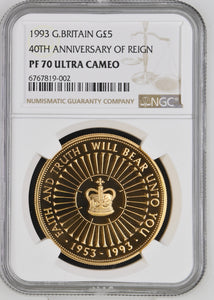 1993 G.BRITAIN G£5
40TH ANNIVERSARY OF REIGN
PF 70 ULTRA CAMEO
6767819-002
NUMISMATIC GUARANTY COMPANY
NGC
FAITH AND TRUTH I WILL BEAR UNTO YOU
· 1953 - 1993 ·